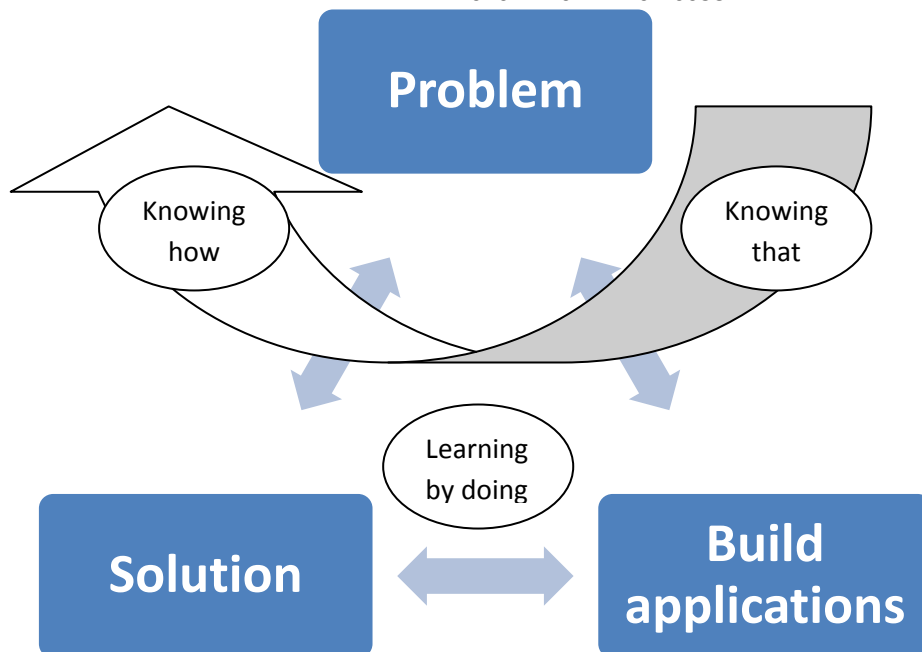 Problem
Knowing
how
Knowing
that
Learning
by doing
Solution
Build
applications